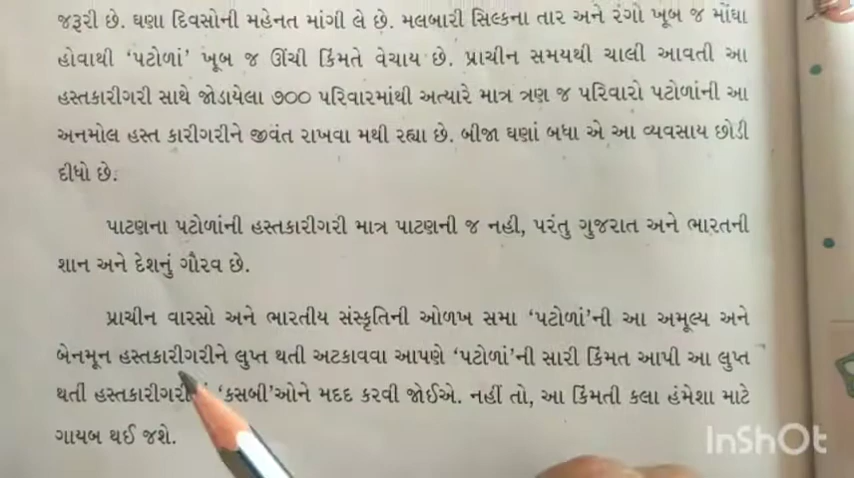 જરૂરી છે. ઘણા દિવસોની મહેનત માંગી લે છે. મલબારી સિલ્કના તાર અને રંગો ખૂબ જ મોંઘા
હોવાથી ‘પટોળાં’ ખૂબ જ ઊંચી કિંમતે વેચાય છે. પ્રાચીન સમયથી ચાલી આવતી આ
હસ્તકારીગરી સાથે જોડાયેલા ૭૦૦ પરિવારમાંથી અત્યારે માત્ર ત્રણ જ પરિવારો પટોળાંની આ
અનમોલ હસ્ત કારીગરીને જીવંત રાખવા મથી રહ્યા છે. બીજા ઘણાં બધા એ આ વ્યવસાય છોડી
દીધો છે.
પાટણના પટોળાંની હસ્તકારીગરી માત્ર પાટણની જ નહી, પરંતુ ગુજરાત અને ભારતની
શાન અને દેશનું ગૌરવ છે.
પ્રાચીન વારસો અને ભારતીય સંસ્કૃતિની ઓળખ સમા ‘પટોળાં’ની આ અમૂલ્ય અને
બેનમૂન હસ્તકારીગરીને લુપ્ત થતી અટકાવવા આપણે ‘પટોળાં’ની સારી કિંમત આપી આ લુપ્ત
થતી ‘કસબી’ઓને મદદ કરવી જોઈએ. નહીં તો, આ કિંમતી કલા હંમેશા માટે
ગાયબ થઈ જશે.
InShOt